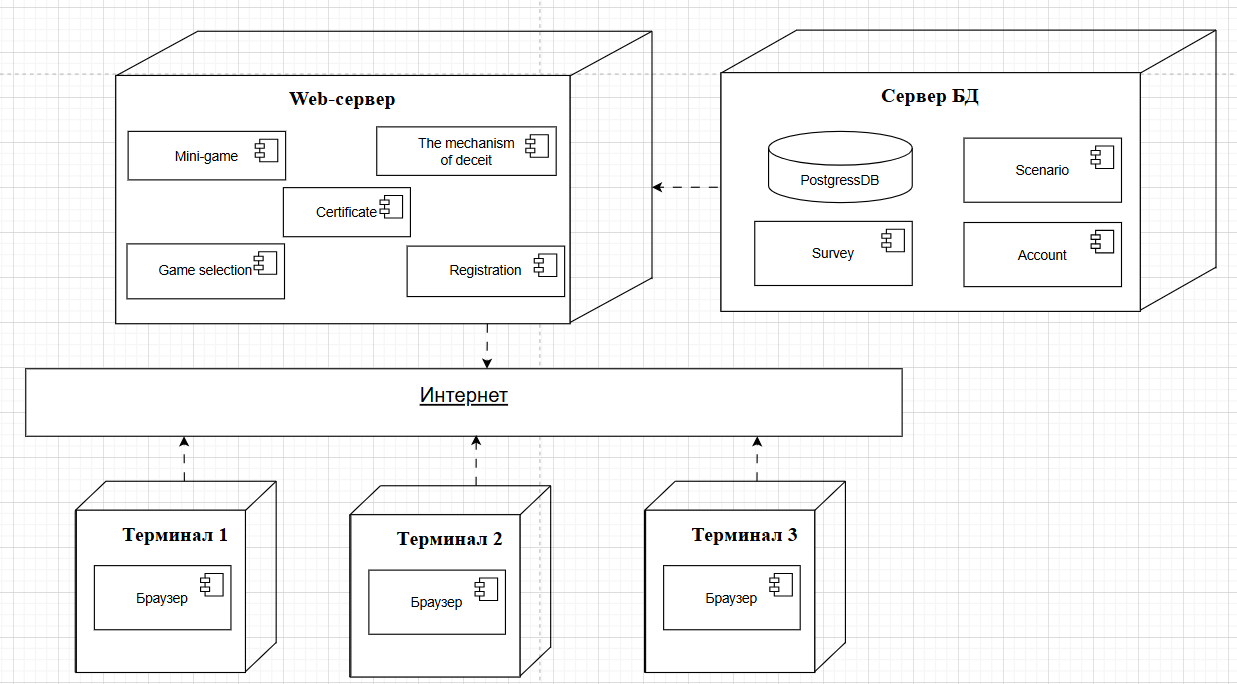 Web-сервер
Mini-game
The mechanism
of deceit
Certificate
Game selection
Registration
Сервер БД
PostgressDB
Scenario
Survey
Account
Интернет
Терминал 1
Браузер
Терминал 2
Браузер
Терминал 3
Браузер